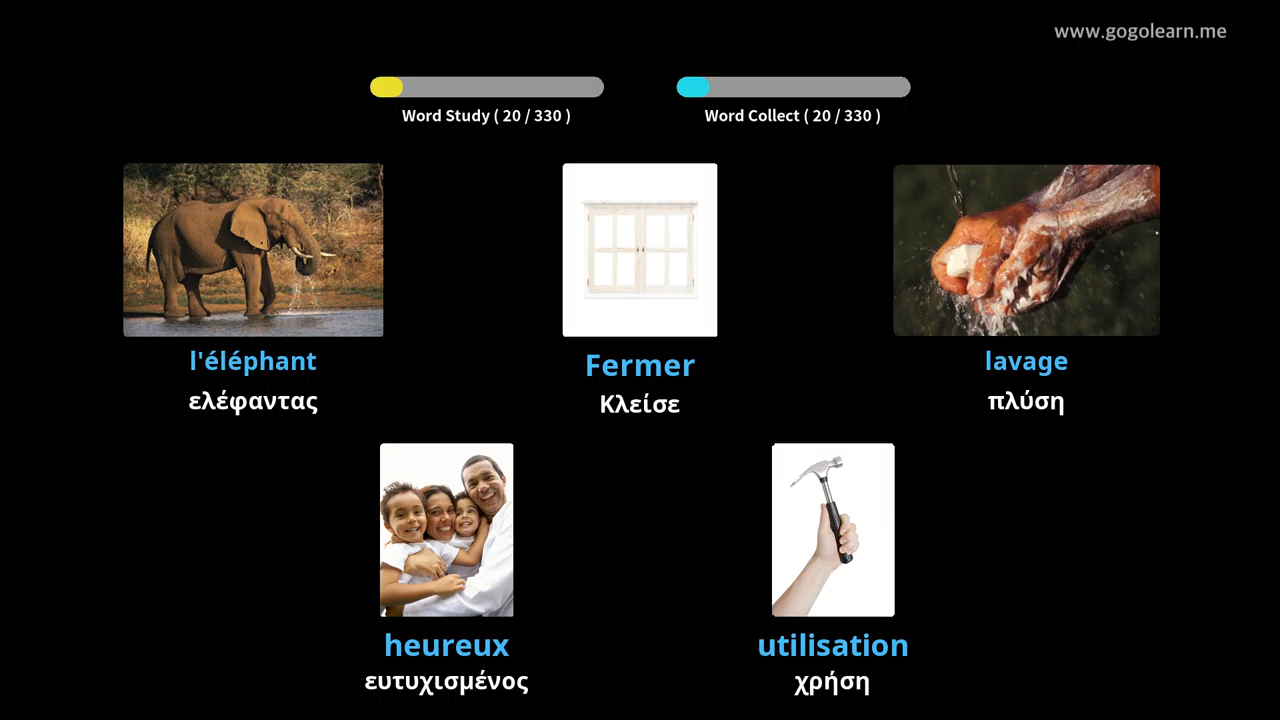 www.gogolearn.me
Word Study ( 20 / 330 )
Word Collect ( 20 / 330 )
l'éléphant
ελέφαντας
Fermer
Κλείσε
lavage
πλύση
heureux
ευτυχισμένος
utilisation
χρήση